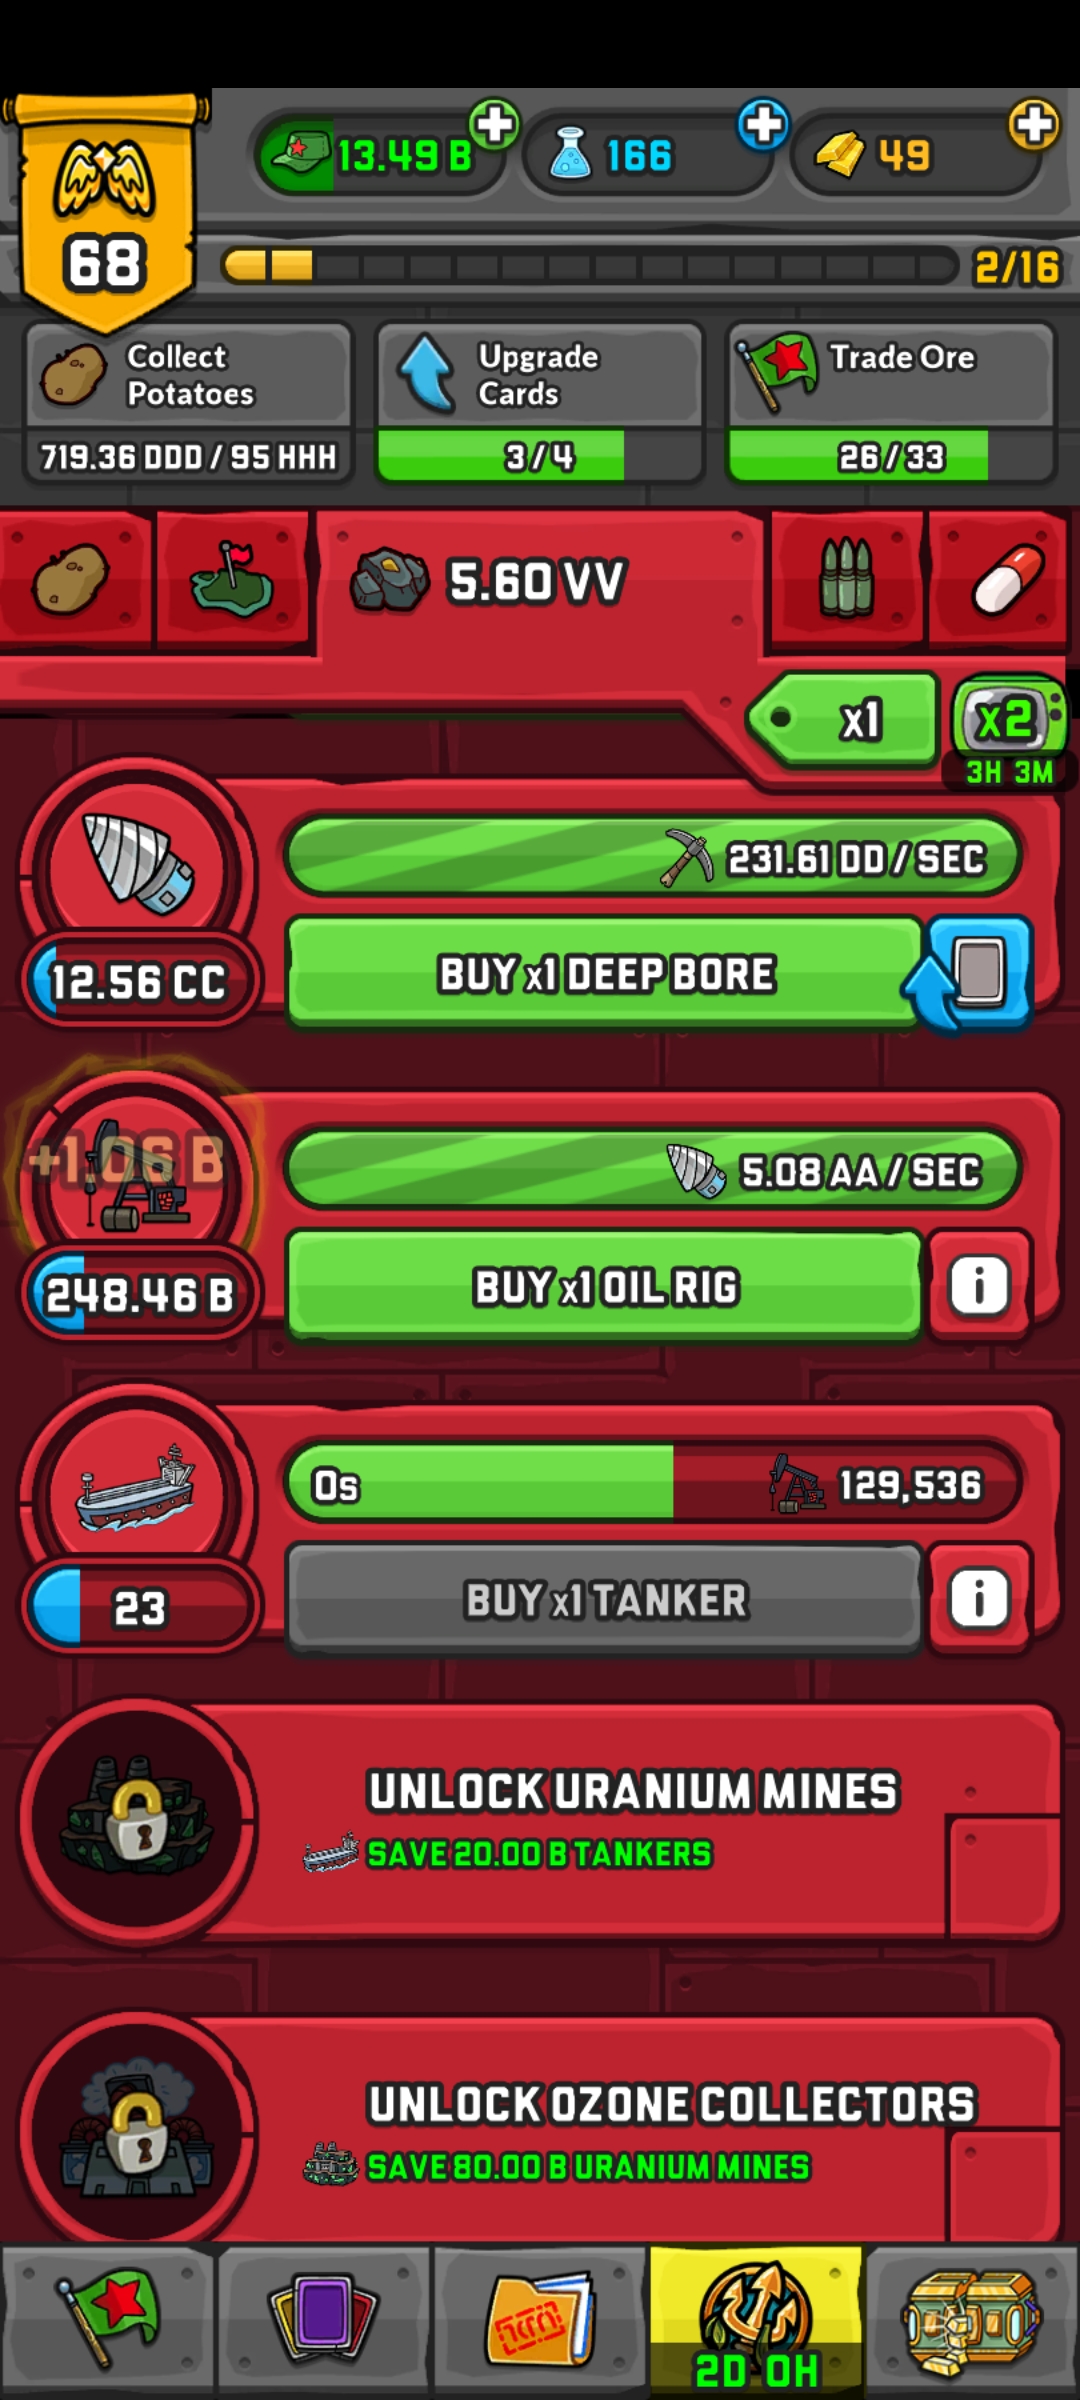 13.49 B
166
49
68
2/16
Collect
Potatoes
Upgrade
Cards
Trade Ore
719.36 DDD / 95 HHH
3/4
26/33
5.60 VV
x1
x2
3H 3M
231.61 DD / SEC
12.56 CC
BUY x1 DEEP BORE
+1.06 B
5.08 AA / SEC
248.46 B
BUY x1 OIL RIG
i
0s
129,536
23
BUY x1 TANKER
i
UNLOCK URANIUM MINES
SAVE 20.00 B TANKERS
UNLOCK OZONE COLLECTORS
SAVE 80.00 B URANIUM MINES
2D 0H